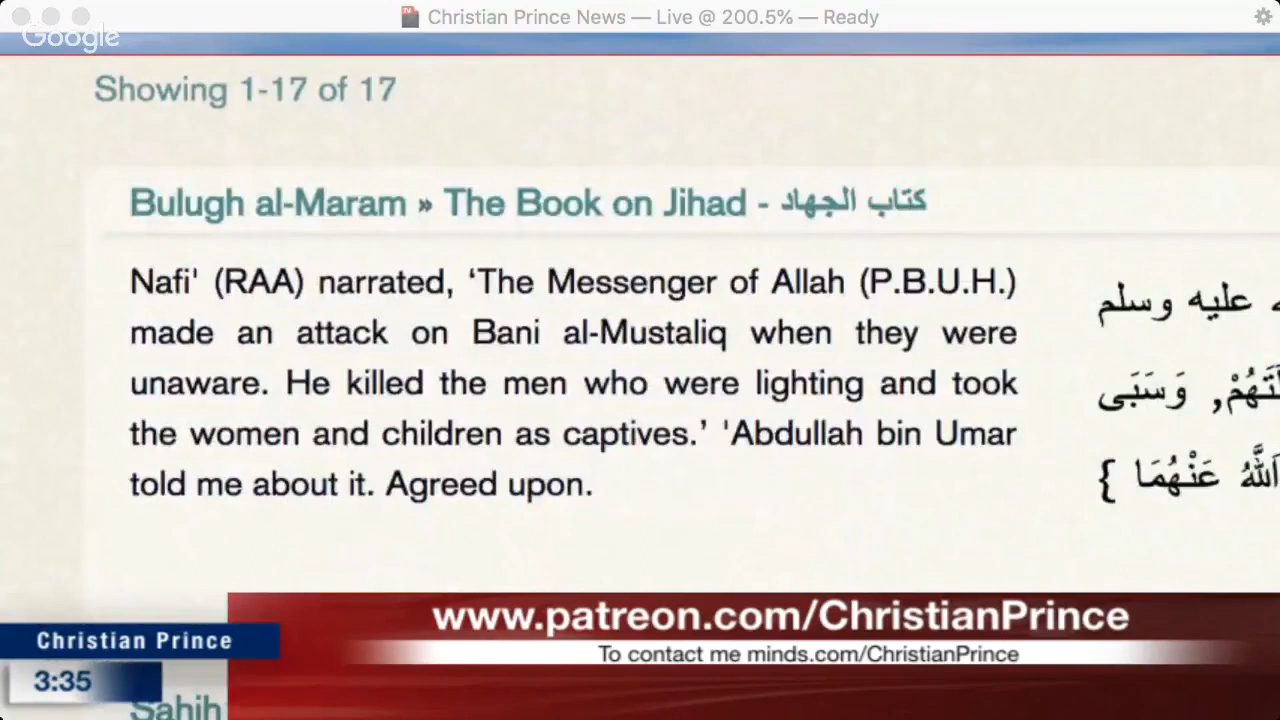 Christian Prince News — Live @ 200.5% — Ready
Google
Showing 1-17 of 17
Bulugh al-Maram » The Book on Jihad - كتاب الجهاد
Nafi' (RAA) narrated, ‘The Messenger of Allah (P.B.U.H.)
made an attack on Bani al-Mustaliq when they were
unaware. He killed the men who were lighting and took
the women and children as captives.’ 'Abdullah bin Umar
told me about it. Agreed upon.
عليه وسلم
وَسَبَى
اَللَّهُ عَنْهُمَا }
www.patreon.com/ChristianPrince
To contact me minds.com/ChristianPrince
Christian Prince
3:35
Sahih